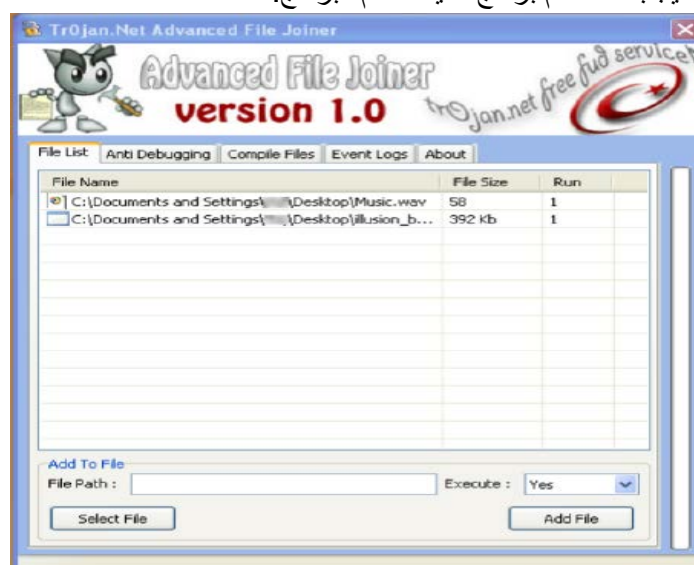 Tr0jan.Net Advanced File Joiner
Advanced File Joiner
version 1.0
tr0jan.net free fud services
File List Anti Debugging Compile Files Event Logs About
File Name File Size Run
C:\Documents and Settings\ \Desktop\Music.wav 58 1
C:\Documents and Settings\ \Desktop\illusion_b... 392 Kb 1
Add To File
File Path : Execute : Yes
Select File Add File